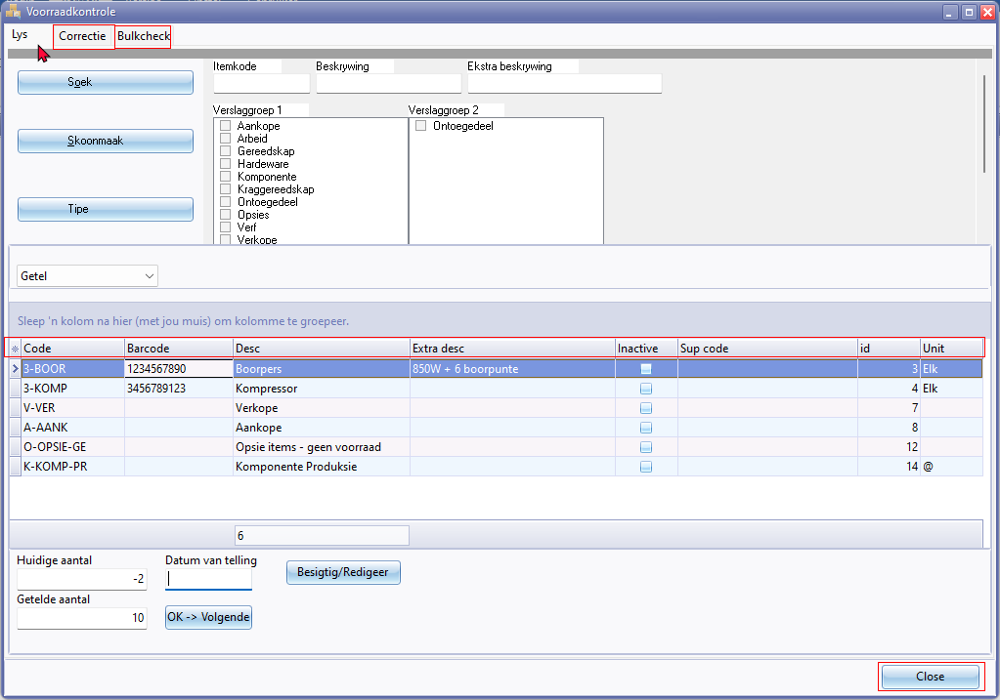 Voorraadkontrole
Lys Correctie Bulkcheck
Soek
Skoonmaak
Tipe
Itemkode Beskrywing Ekstra beskrywing
Verslaggroep 1 Verslaggroep 2
Aankope
Arbeid
Gereedskap
Hardeware
Komponente
Kraggereedskap
Ontoegedeel
Opsies
Verf
Verkope
Ontoegedeel
Getel
Sleep 'n kolom na hier (met jou muis) om kolomme te groepeer.
Code Barcode Desc Extra desc Inactive Sup code id Unit
3-BOOR 1234567890 Boorpers 850W + 6 boorpunte 3 Elk
3-KOMP 3456789123 Kompressor 4 Elk
V-VER Verkope 7
A-AANK Aankope 8
O-OPSIE-GE Opsie items - geen voorraad 12
K-KOMP-PR Komponente Produksie 14 @
6
Huidige aantal Datum van telling
-2
Besigtig/Redigeer
Getelde aantal
10
OK -> Volgende
Close